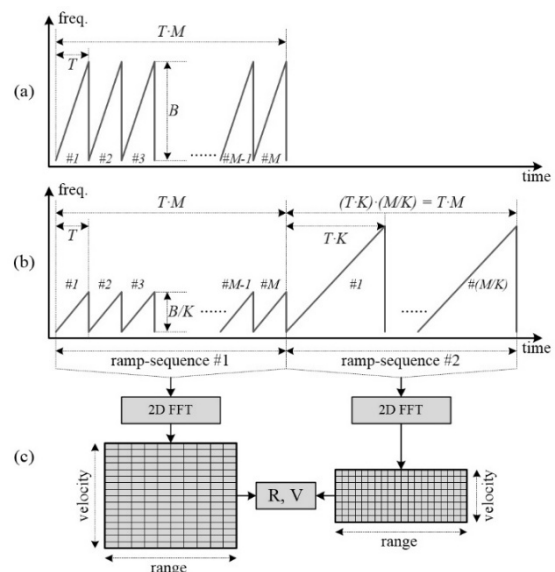 freq.
T·M
T
(a)
B
#1 #2 #3 ...... #M-1 #M
time
freq.
T·M (T·K)·(M/K) = T·M
T T·K
(b)
#1 #2 #3 #M-1 #M #1 #(M/K)
B/K
...... ......
time
ramp-sequence #1 ramp-sequence #2
2D FFT 2D FFT
(c)
velocity R, V velocity
range
range